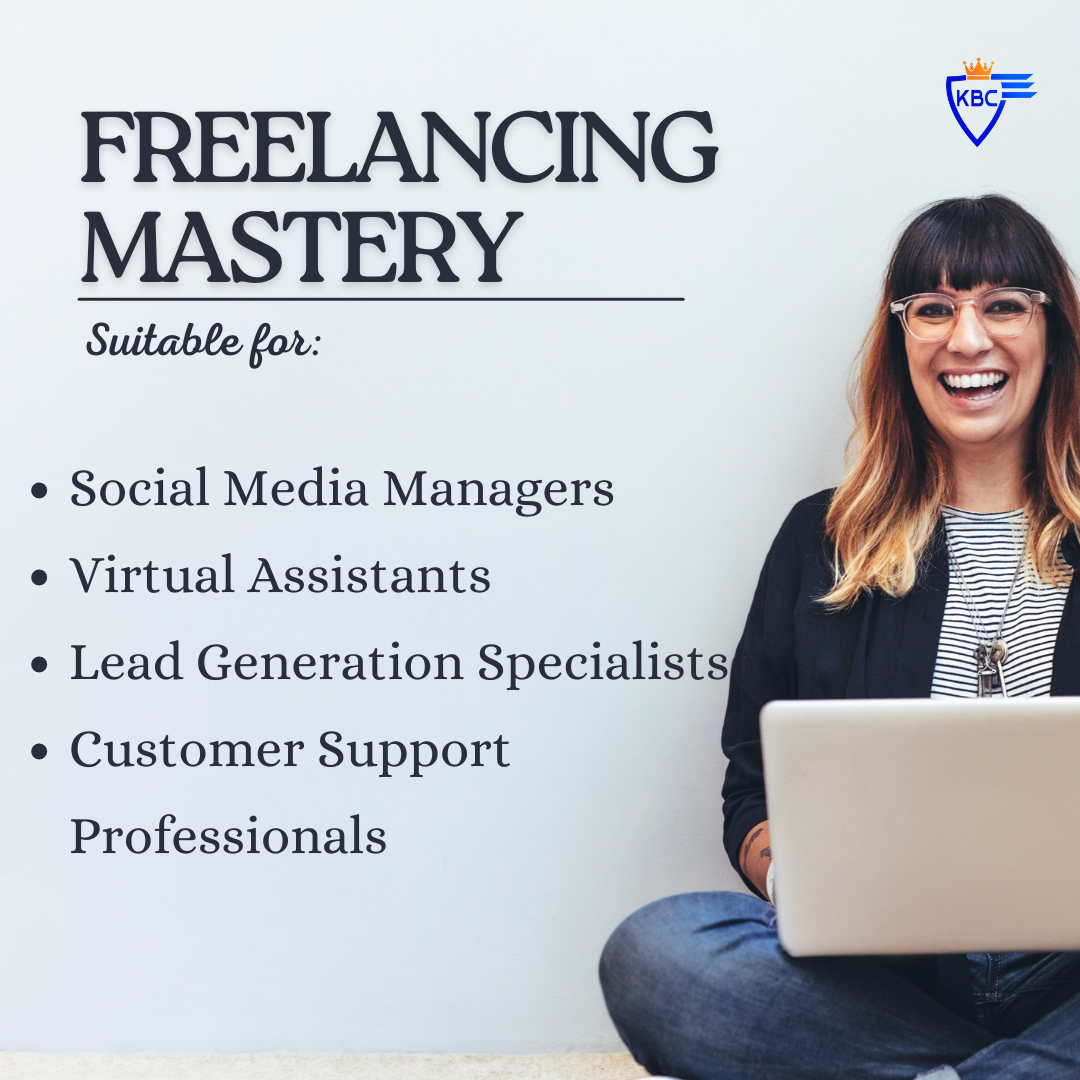 KBC
FREELANCING
MASTERY
Suitable for:
• Social Media Managers
• Virtual Assistants
• Lead Generation Specialists
• Customer Support
Professionals